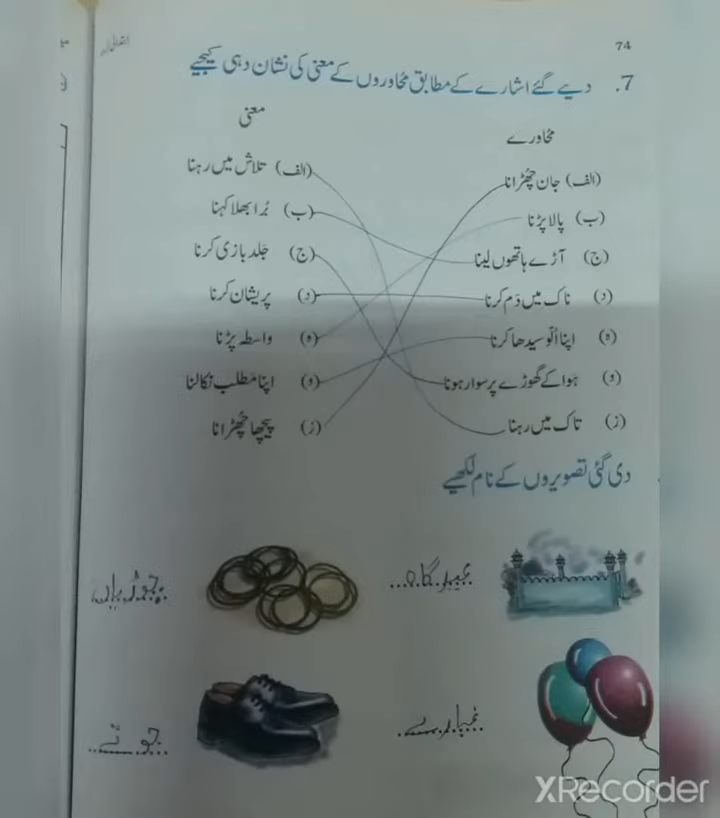 74
7. دیے گئے اشارے کے مطابق محاوروں کے معنی کی نشان دہی کیجیے
محاورے معنی
(الف) جان چھڑانا (الف) تلاش میں رہنا
(ب) پالا پڑنا (ب) بُرا بھلا کہنا
(ج) آڑے ہاتھوں لینا (ج) جلد بازی کرنا
(د) ناک میں دَم کرنا (د) پریشان کرنا
(ہ) اپنا اُلّو سیدھا کرنا (ہ) واسطہ پڑنا
(و) ہوا کے گھوڑے پر سوار ہونا (و) اپنا مطلب نکالنا
(ز) تاک میں رہنا (ز) پیچھا چھڑانا
دی گئی تصویروں کے نام لکھیے
عید گاہ چوڑیاں
غبارے جوتے
XRecorder